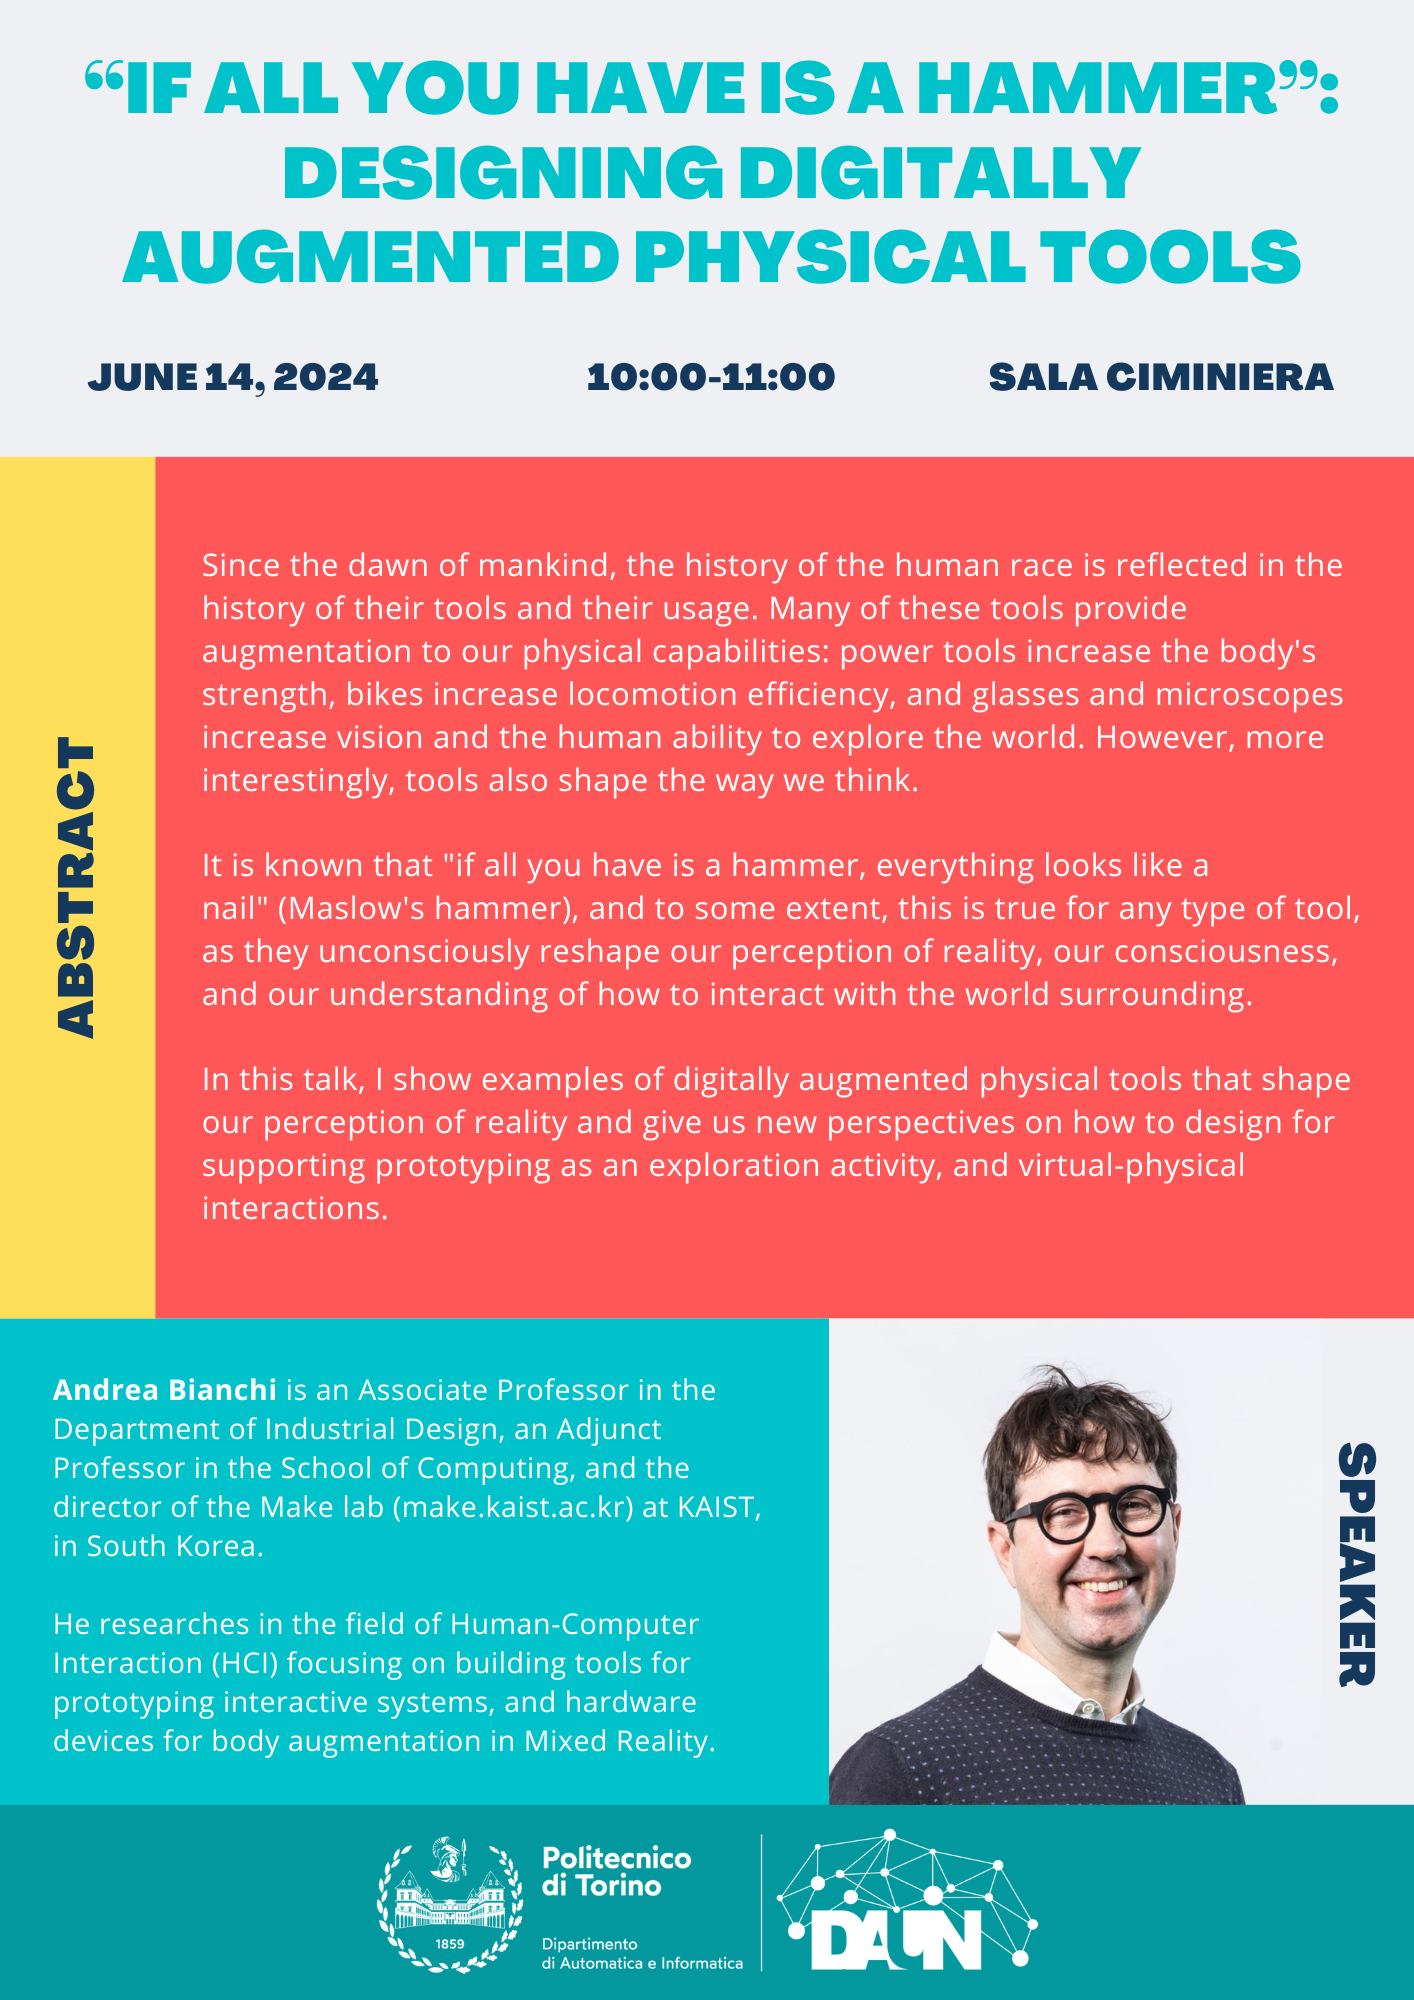 “IF ALL YOU HAVE IS A HAMMER”:
DESIGNING DIGITALLY
AUGMENTED PHYSICAL TOOLS
JUNE 14, 2024
10:00-11:00
SALA CIMINIERA
ABSTRACT
Since the dawn of mankind, the history of the human race is reflected in the
history of their tools and their usage. Many of these tools provide
augmentation to our physical capabilities: power tools increase the body's
strength, bikes increase locomotion efficiency, and glasses and microscopes
increase vision and the human ability to explore the world. However, more
interestingly, tools also shape the way we think.
It is known that "if all you have is a hammer, everything looks like a
nail" (Maslow's hammer), and to some extent, this is true for any type of tool,
as they unconsciously reshape our perception of reality, our consciousness,
and our understanding of how to interact with the world surrounding.
In this talk, I show examples of digitally augmented physical tools that shape
our perception of reality and give us new perspectives on how to design for
supporting prototyping as an exploration activity, and virtual-physical
interactions.
Andrea Bianchi is an Associate Professor in the
Department of Industrial Design, an Adjunct
Professor in the School of Computing, and the
director of the Make lab (make.kaist.ac.kr) at KAIST,
in South Korea.
He researches in the field of Human-Computer
Interaction (HCI) focusing on building tools for
prototyping interactive systems, and hardware
devices for body augmentation in Mixed Reality.
SPEAKER
1859
Politecnico
di Torino
Dipartimento
di Automatica e Informatica
DAUIN